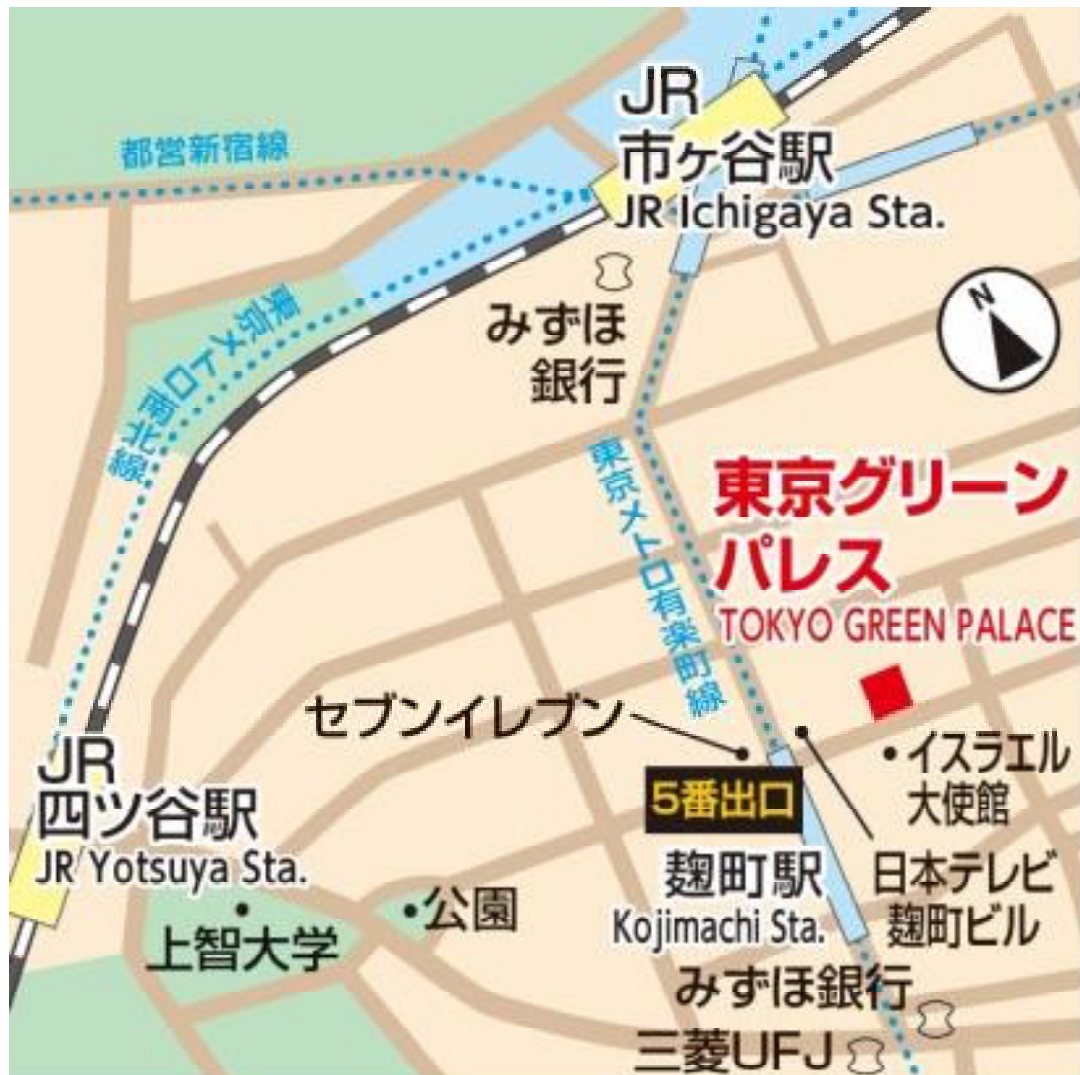 JR
市ヶ谷駅
JR Ichigaya Sta.
都営新宿線
東京メトロ
南北線
みずほ
銀行
N
東京メトロ有楽町線
東京グリーン
パレス
TOKYO GREEN PALACE
セブンイレブン
JR
四ツ谷駅
JR Yotsuya Sta.
5番出口
イスラエル
大使館
麹町駅
Kojimachi Sta.
日本テレビ
麹町ビル
公園
上智大学
みずほ銀行
三菱UFJ